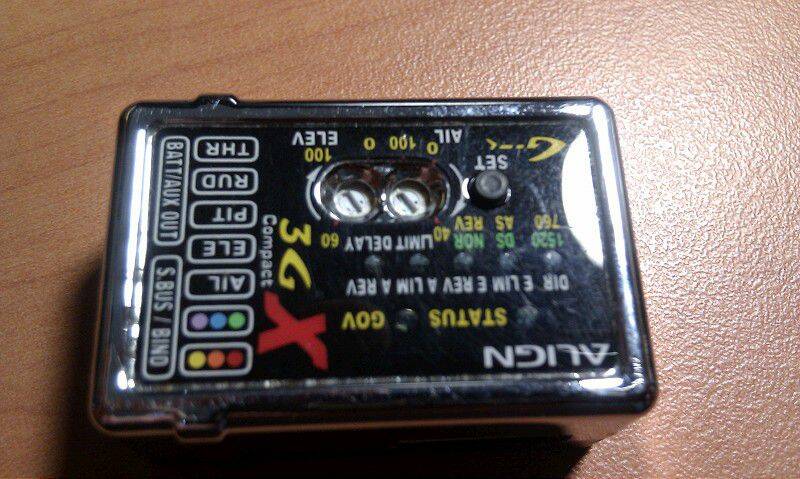 ALIGN
STATUS GOV
DIR E LIM E REV A LIM A REV
1520 DS NOR LIMIT DELAY
760 AS REV 40 60
SET
AIL ELEV
0 100 0 100
X
3G
Compact
S.BUS / BIND
AIL
ELE
PIT
RUD
THR
BATT/AUX OUT